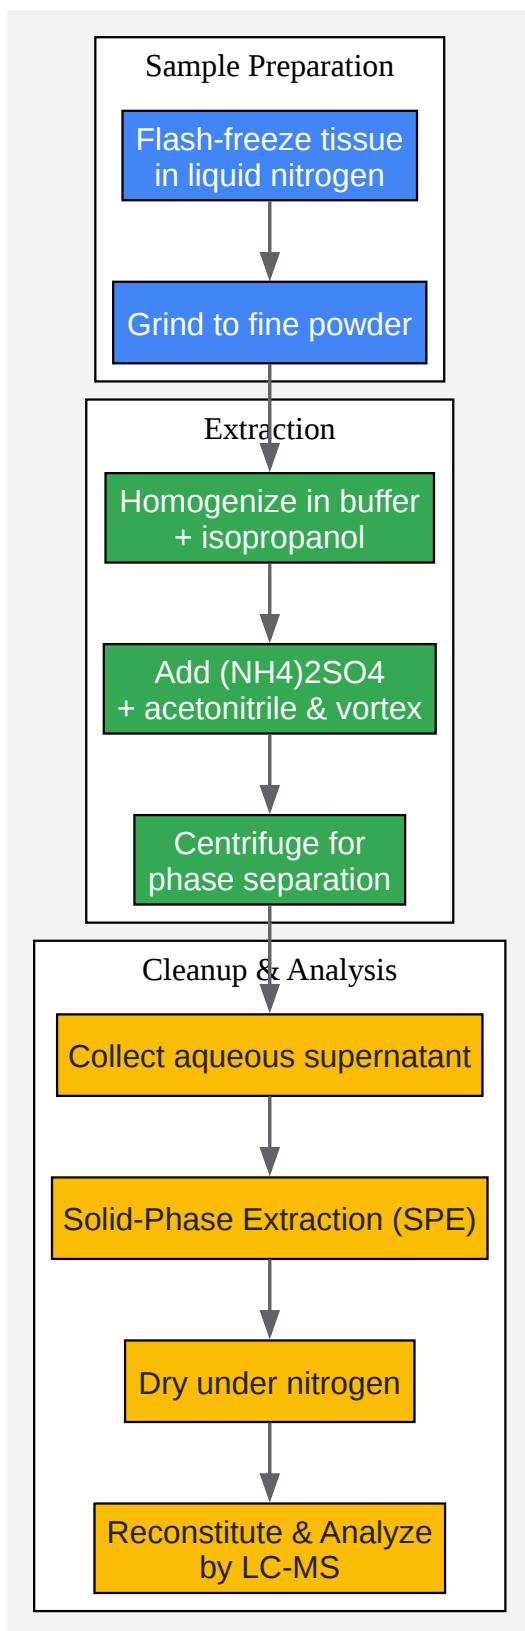 Sample Preparation
Flash-freeze tissue
in liquid nitrogen
Grind to fine powder
Extraction
Homogenize in buffer
+ isopropanol
Add (NH4)2SO4
+ acetonitrile & vortex
Centrifuge for
phase separation
Cleanup & Analysis
Collect aqueous supernatant
Solid-Phase Extraction (SPE)
Dry under nitrogen
Reconstitute & Analyze
by LC-MS